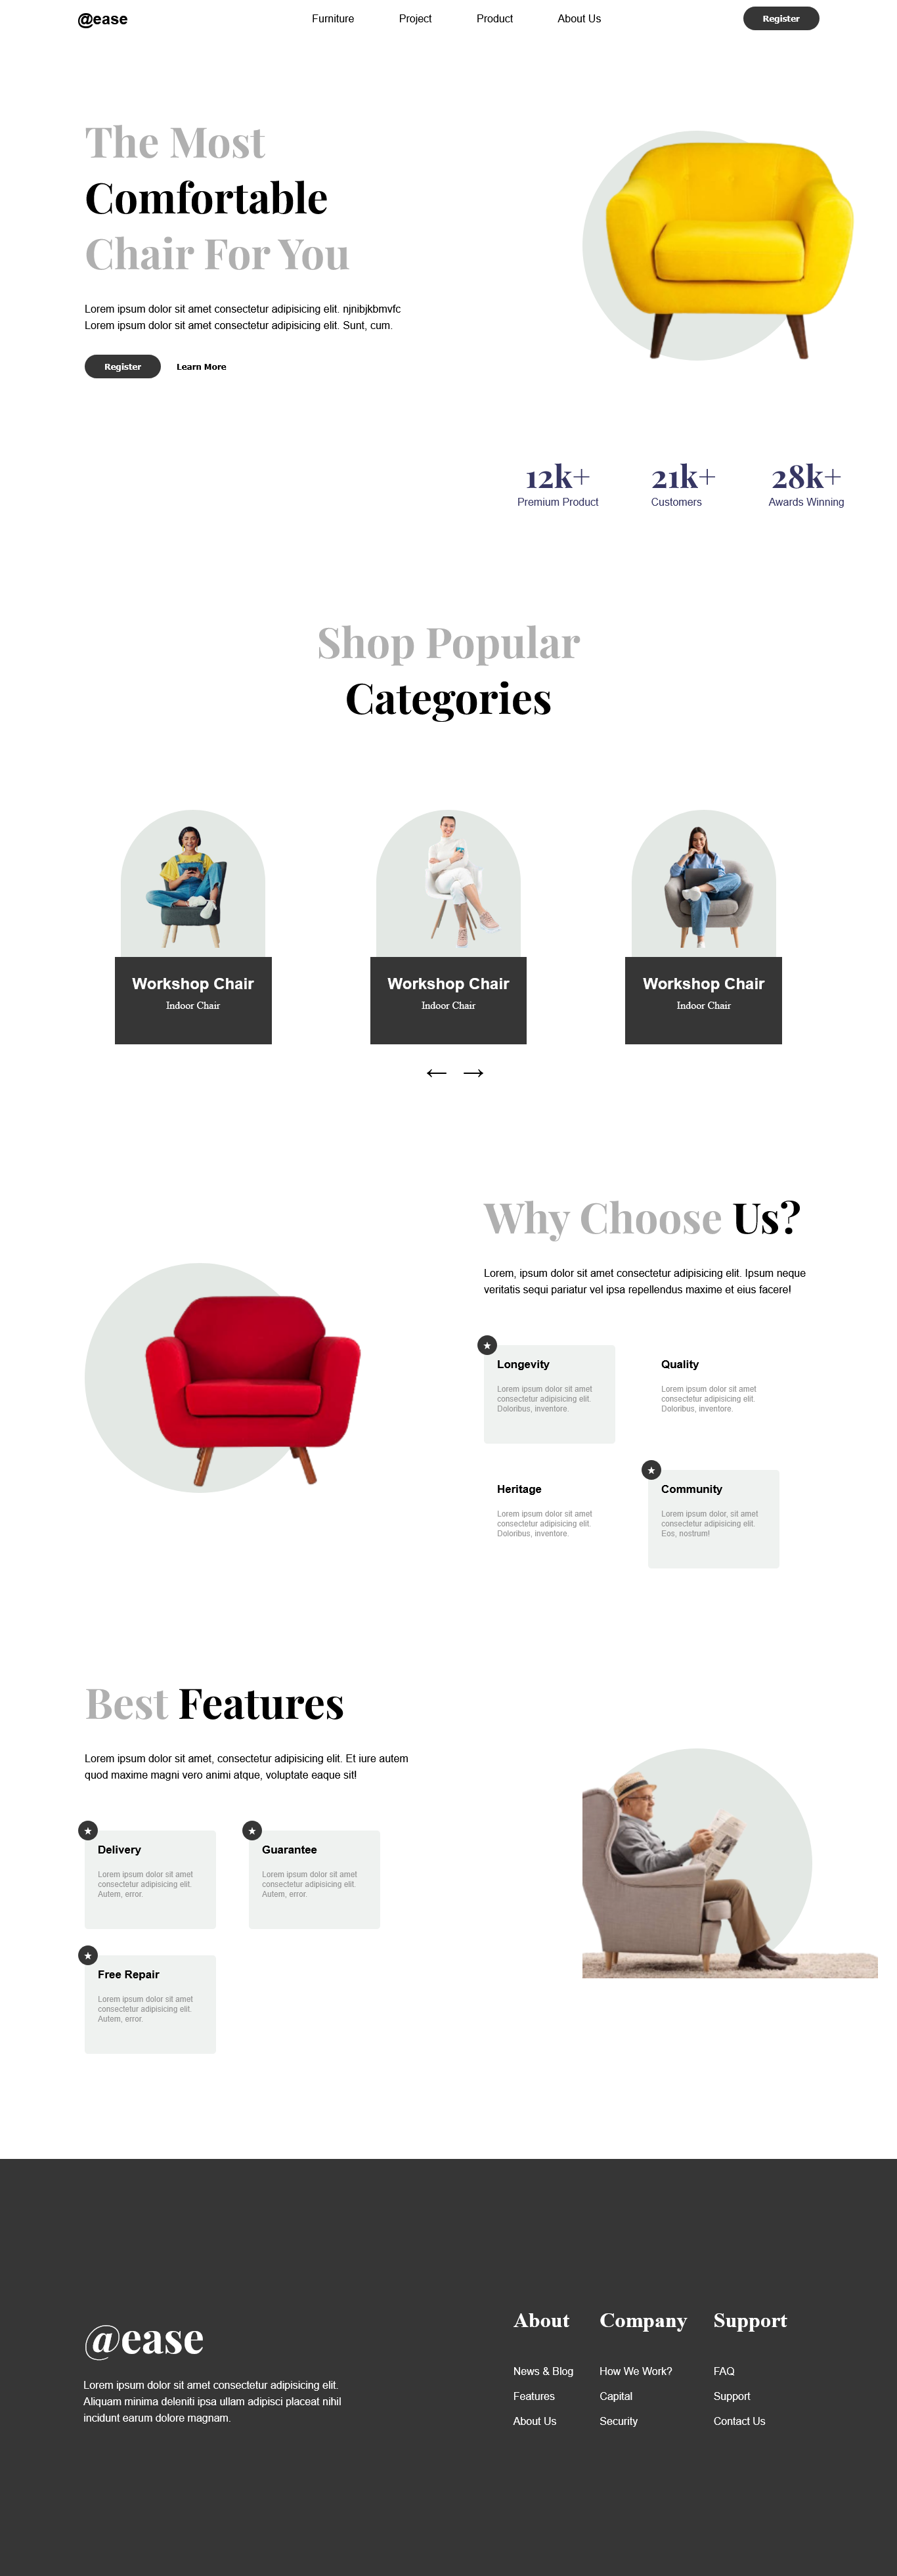 @ease
Furniture
Project
Product
About Us
Register
The Most
Comfortable
Chair For You
Lorem ipsum dolor sit amet consectetur adipisicing elit. njnibjkbmvfc
Lorem ipsum dolor sit amet consectetur adipisicing elit. Sunt, cum.
Register
Learn More
12k+
Premium Product
21k+
Customers
28k+
Awards Winning
Shop Popular
Categories
Workshop Chair
Indoor Chair
Workshop Chair
Indoor Chair
Workshop Chair
Indoor Chair
← →
Why Choose Us?
Lorem, ipsum dolor sit amet consectetur adipisicing elit. Ipsum neque
veritatis sequi pariatur vel ipsa repellendus maxime et eius facere!
Longevity
Lorem ipsum dolor sit amet
consectetur adipisicing elit.
Doloribus, inventore.
Quality
Lorem ipsum dolor sit amet
consectetur adipisicing elit.
Doloribus, inventore.
Heritage
Lorem ipsum dolor sit amet
consectetur adipisicing elit.
Doloribus, inventore.
Community
Lorem ipsum dolor, sit amet
consectetur adipisicing elit.
Eos, nostrum!
Best Features
Lorem ipsum dolor sit amet, consectetur adipisicing elit. Et iure autem
quod maxime magni vero animi atque, voluptate eaque sit!
Delivery
Lorem ipsum dolor sit amet
consectetur adipisicing elit.
Autem, error.
Guarantee
Lorem ipsum dolor sit amet
consectetur adipisicing elit.
Autem, error.
Free Repair
Lorem ipsum dolor sit amet
consectetur adipisicing elit.
Autem, error.
@ease
Lorem ipsum dolor sit amet consectetur adipisicing elit.
Aliquam minima deleniti ipsa ullam adipisci placeat nihil
incidunt earum dolore magnam.
About
News & Blog
Features
About Us
Company
How We Work?
Capital
Security
Support
FAQ
Support
Contact Us